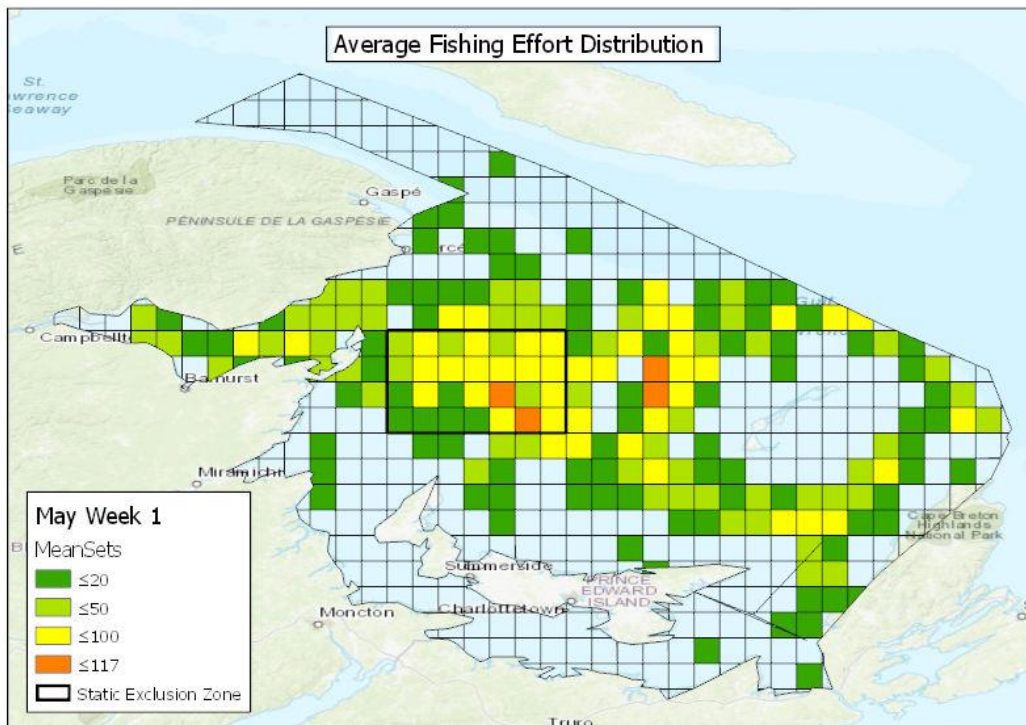 Average Fishing Effort Distribution
St.
Lawrence
Seaway
Parc de la
Gaspésie
Gaspé
PÉNINSULE DE LA GASPÉSIE
Campbellto
Bathurst
Miramichi
Summerside
PRINCE
EDWARD
ISLAND
Charlottetown
Moncton
Cape Breton
Highlands
National Park
Truro
May Week 1
MeanSets
≤20
≤50
≤100
≤117
Static Exclusion Zone